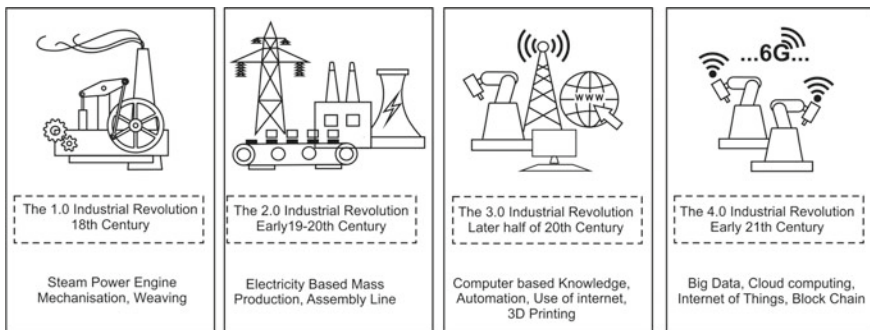 The 1.0 Industrial Revolution
18th Century
Steam Power Engine
Mechanisation, Weaving
The 2.0 Industrial Revolution
Early19-20th Century
Electricity Based Mass
Production, Assembly Line
www
The 3.0 Industrial Revolution
Later half of 20th Century
Computer based Knowledge,
Automation, Use of internet,
3D Printing
...6G...
The 4.0 Industrial Revolution
Early 21th Century
Big Data, Cloud computing,
Internet of Things, Block Chain